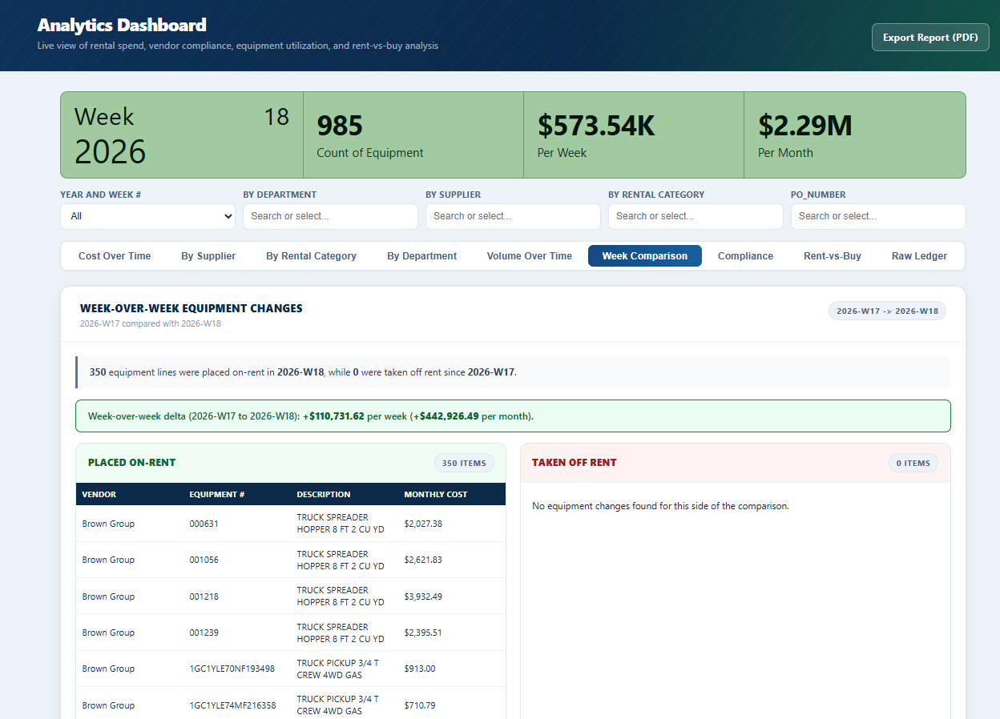 Analytics Dashboard
Live view of rental spend, vendor compliance, equipment utilization, and rent-vs-buy analysis
Export Report (PDF)
Week 18
2026
985
Count of Equipment
$573.54K
Per Week
$2.29M
Per Month
YEAR AND WEEK #
All
BY DEPARTMENT
Search or select...
BY SUPPLIER
Search or select...
BY RENTAL CATEGORY
Search or select...
PO_NUMBER
Search or select...
Cost Over Time
By Supplier
By Rental Category
By Department
Volume Over Time
Week Comparison
Compliance
Rent-vs-Buy
Raw Ledger
WEEK-OVER-WEEK EQUIPMENT CHANGES
2026-W17 compared with 2026-W18
2026-W17 -> 2026-W18
350 equipment lines were placed on-rent in 2026-W18, while 0 were taken off rent since 2026-W17.
Week-over-week delta (2026-W17 to 2026-W18): +$110,731.62 per week (+$442,926.49 per month).
PLACED ON-RENT
350 ITEMS
VENDOR EQUIPMENT # DESCRIPTION MONTHLY COST
Brown Group 000631 TRUCK SPREADER
HOPPER 8 FT 2 CU YD $2,027.38
Brown Group 001056 TRUCK SPREADER
HOPPER 8 FT 2 CU YD $2,621.83
Brown Group 001218 TRUCK SPREADER
HOPPER 8 FT 2 CU YD $3,932.49
Brown Group 001239 TRUCK SPREADER
HOPPER 8 FT 2 CU YD $2,395.51
Brown Group 1GC1YLE70NF193498 TRUCK PICKUP 3/4 T
CREW 4WD GAS $913.00
Brown Group 1GC1YLE74MF216358 TRUCK PICKUP 3/4 T
CREW 4WD GAS $710.79
TAKEN OFF RENT
0 ITEMS
No equipment changes found for this side of the comparison.